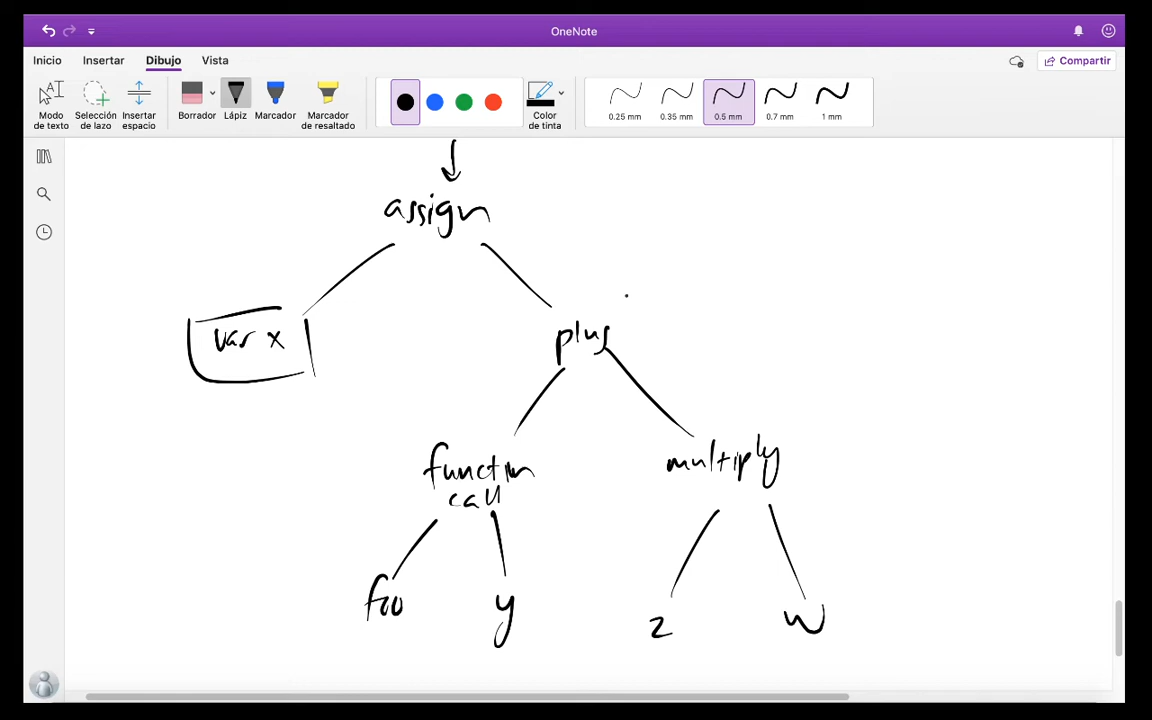 OneNote
Inicio Insertar Dibujo Vista
Compartir
Modo de texto
Selección de lazo
Insertar espacio
Borrador
Lápiz
Marcador
Marcador de resaltado
Color de tinta
0.25 mm
0.35 mm
0.5 mm
0.7 mm
1 mm
assign
var x
plus
function
call
multiply
foo
y
z
w